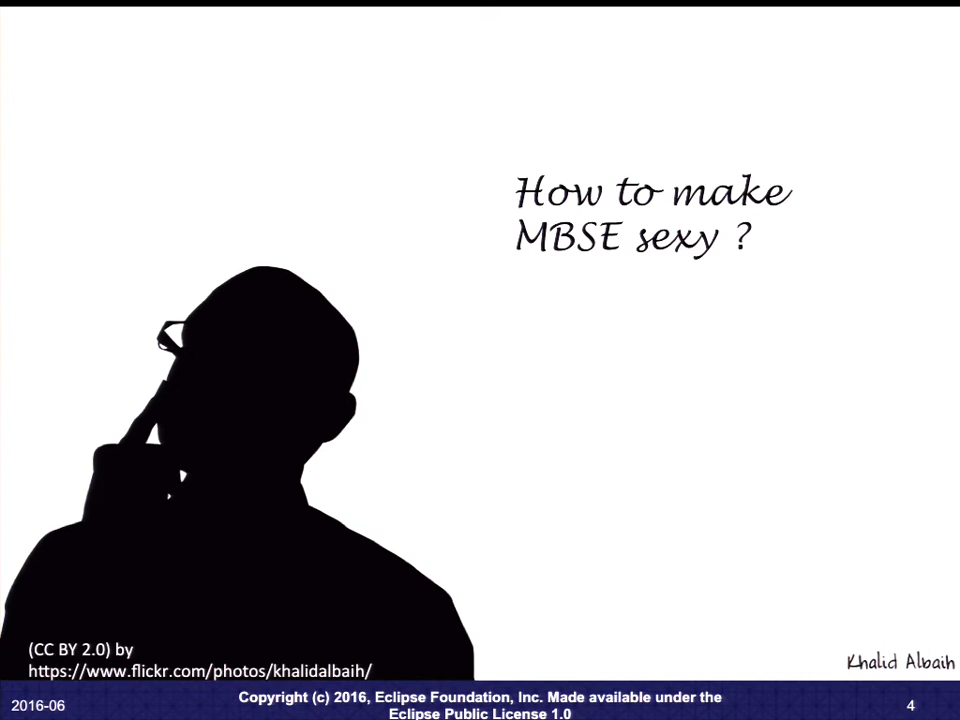 How to make
MBSE sexy ?
(CC BY 2.0) by
https://www.flickr.com/photos/khalidalbaih/
Khalid Albaih
2016-06
Copyright (c) 2016, Eclipse Foundation, Inc. Made available under the
Eclipse Public License 1.0
4